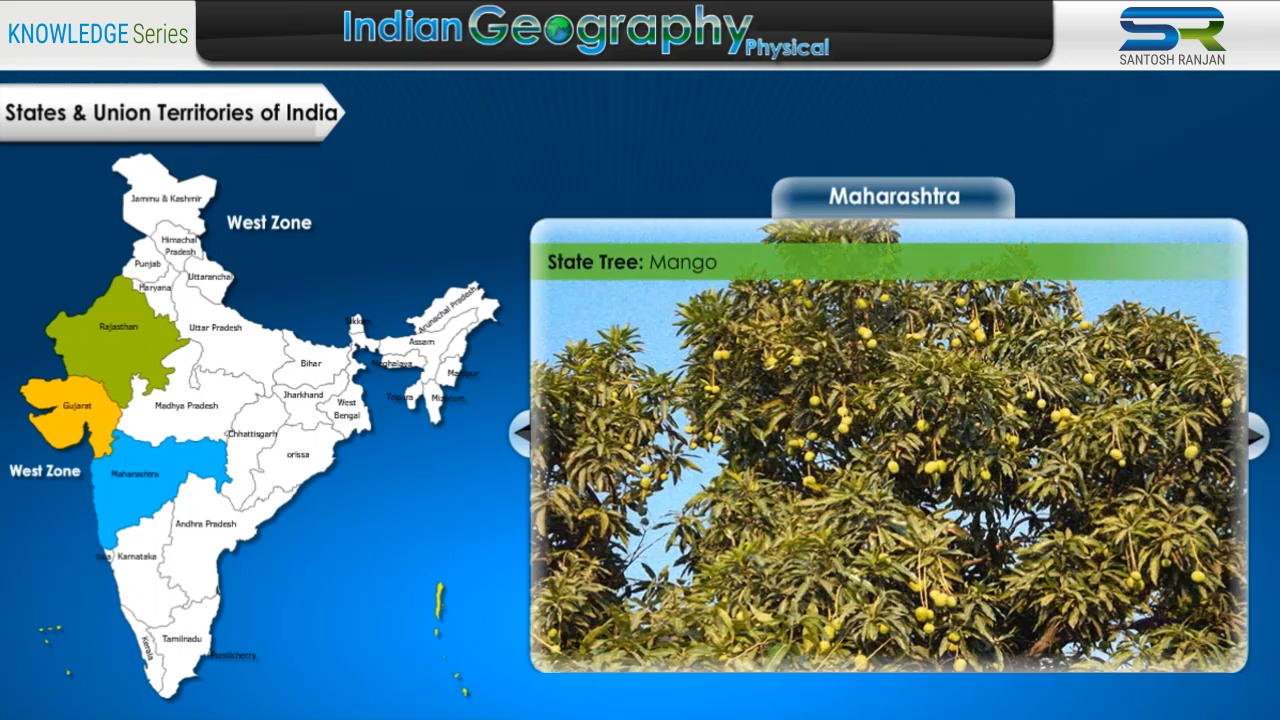 KNOWLEDGE Series
Indian Geography
Physical
SR
SANTOSH RANJAN
States & Union Territories of India
Jammu & Kashmir
West Zone
Himachal
Pradesh
Punjab
Uttaranchal
Haryana
Rajasthan
Uttar Pradesh
Sikkim
Arunachal Pradesh
Assam
Bihar
Meghalaya
Manipur
Jharkhand
Tripura
Mizoram
Gujarat
Madhya Pradesh
West
Bengal
Chhattisgarh
orissa
West Zone
Maharashtra
Andhra Pradesh
Goa
Karnataka
Kerala
Tamilnadu
Pondicherry
Maharashtra
State Tree: Mango